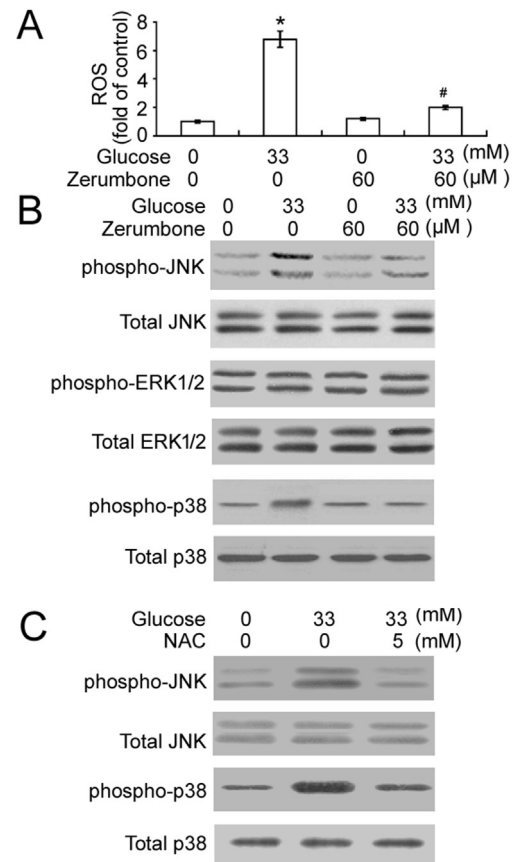 A
ROS
(fold of control)
8
6
4
2
0
*
#
Glucose 0 33 0 33 (mM)
Zerumbone 0 0 60 60 (µM )
B
Glucose 0 33 0 33 (mM)
Zerumbone 0 0 60 60 (µM )
phospho-JNK
Total JNK
phospho-ERK1/2
Total ERK1/2
phospho-p38
Total p38
C
Glucose 0 33 33 (mM)
NAC 0 0 5 (mM)
phospho-JNK
Total JNK
phospho-p38
Total p38